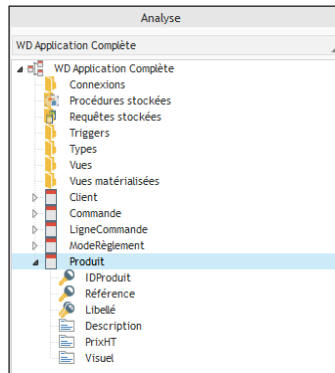 Analyse
WD Application Complète
WD Application Complète
Connexions
Procédures stockées
Requêtes stockées
Triggers
Types
Vues
Vues matérialisées
Client
Commande
LigneCommande
ModeRèglement
Produit
IDProduit
Référence
Libellé
Description
PrixHT
Visuel